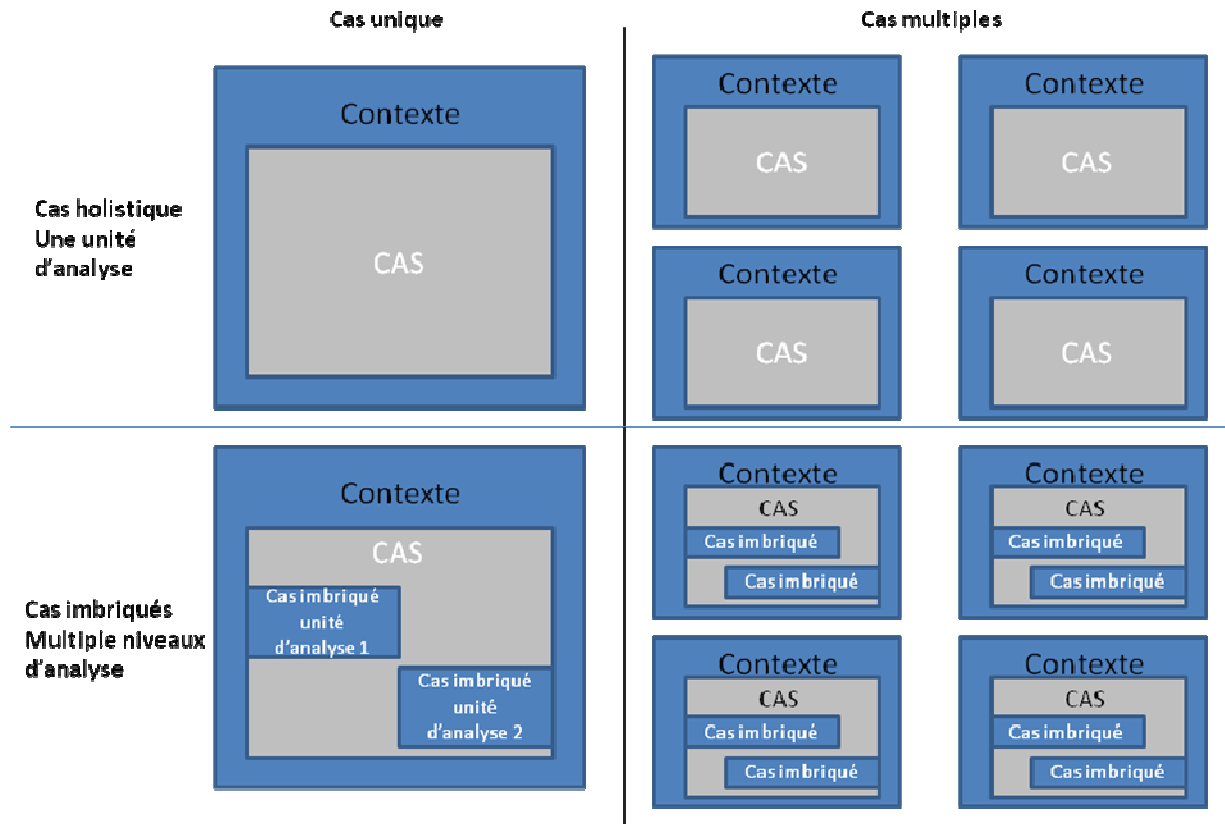 Cas unique
Cas multiples
Cas holistique
Une unité
d'analyse
Contexte
CAS
Contexte
CAS
Contexte
CAS
Contexte
CAS
Contexte
CAS
Cas imbriqués
Multiple niveaux
d'analyse
Contexte
CAS
Cas imbriqué
unité
d'analyse 1
Cas imbriqué
unité
d'analyse 2
Contexte
CAS
Cas imbriqué
Cas imbriqué
Contexte
CAS
Cas imbriqué
Cas imbriqué
Contexte
CAS
Cas imbriqué
Cas imbriqué
Contexte
CAS
Cas imbriqué
Cas imbriqué